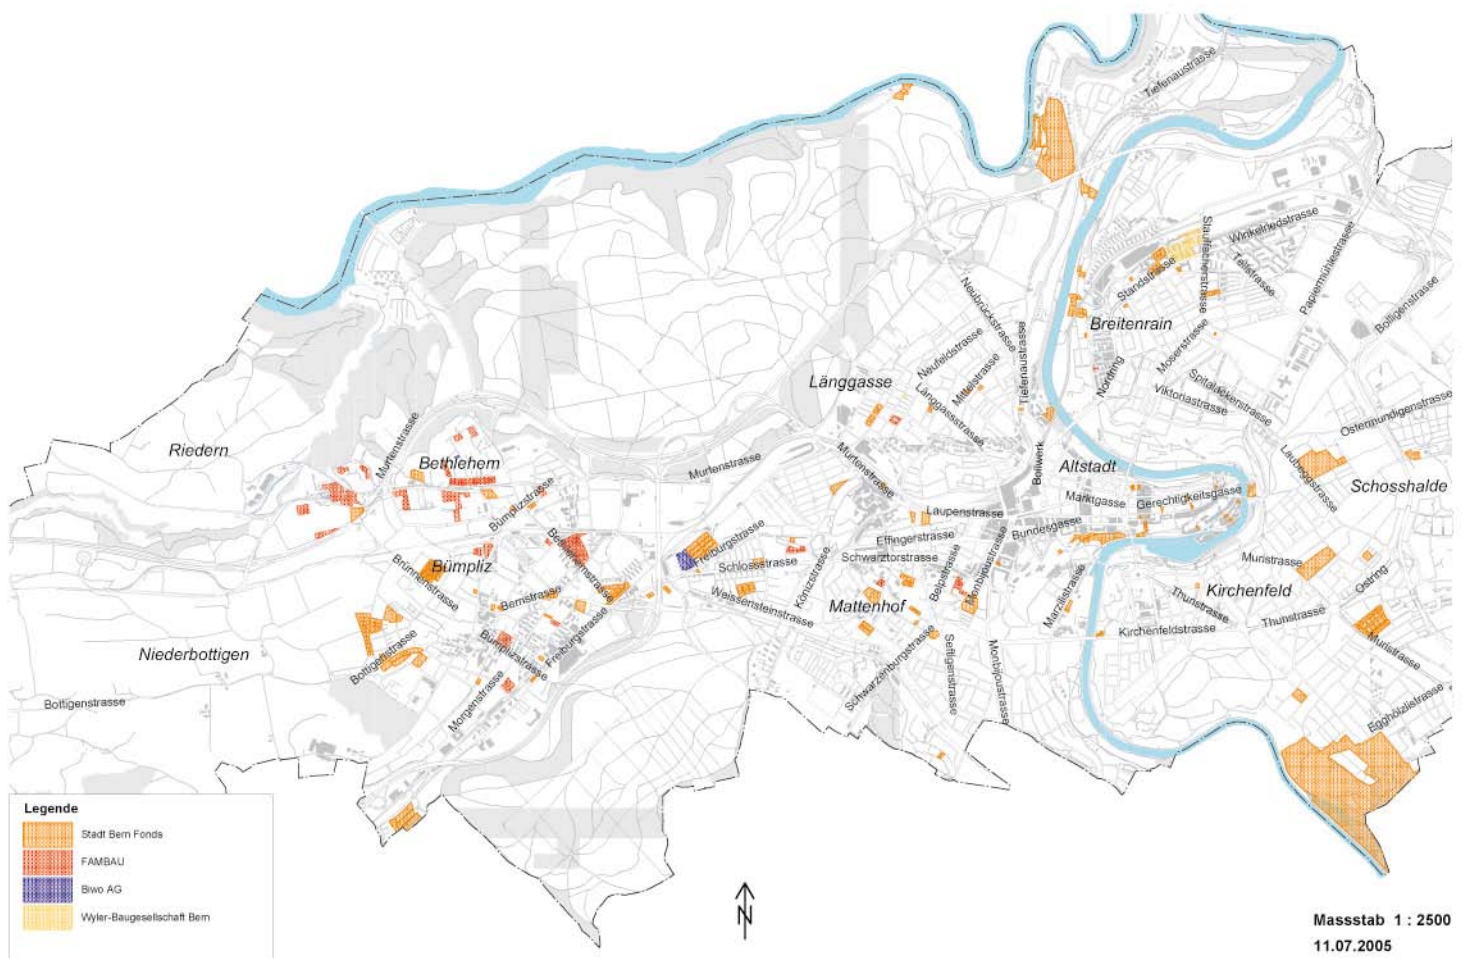 Tiefenaustrasse
Stauffacherstrasse
Winkelriedstrasse
Tellstrasse
Papiermühlestrasse
Bolligenstrasse
Standstrasse
Breitenrain
Moserstrasse
Nordring
Spitalackerstrasse
Viktoriastrasse
Ostermundigenstrasse
Neubrückstrasse
Neufeldstrasse
Tiefenaustrasse
Mittelstrasse
Länggasse
Länggassstrasse
Riedern
Murtenstrasse
Bethlehem
Murtenstrasse
Murtenstrasse
Bollwerk
Altstadt
Laubeggstrasse
Schosshalde
Marktgasse
Gerechtigkeitsgasse
Bümplizstrasse
Laupenstrasse
Bundesgasse
Effingerstrasse
Freiburgstrasse
Schlossstrasse
Schwarztorstrasse
Muristrasse
Ostring
Bümpliz
Brünnenstrasse
Bernstrasse
Weissensteinstrasse
Könizstrasse
Belpstrasse
Monbijoustrasse
Mattenhof
Marzilistrasse
Kirchenfeld
Thunstrasse
Thunstrasse
Kirchenfeldstrasse
Muristrasse
Niederbottigen
Bottigenstrasse
Bümplizstrasse
Freiburgstrasse
Schwarzenburgstrasse
Seftigenstrasse
Monbijoustrasse
Bottigenstrasse
Morgenstrasse
Egghölzlistrasse
Legende
Stadt Bern Fonds
FAMBAU
Biwo AG
Wyler-Baugesellschaft Bern
N
Massstab 1 : 2500
11.07.2005